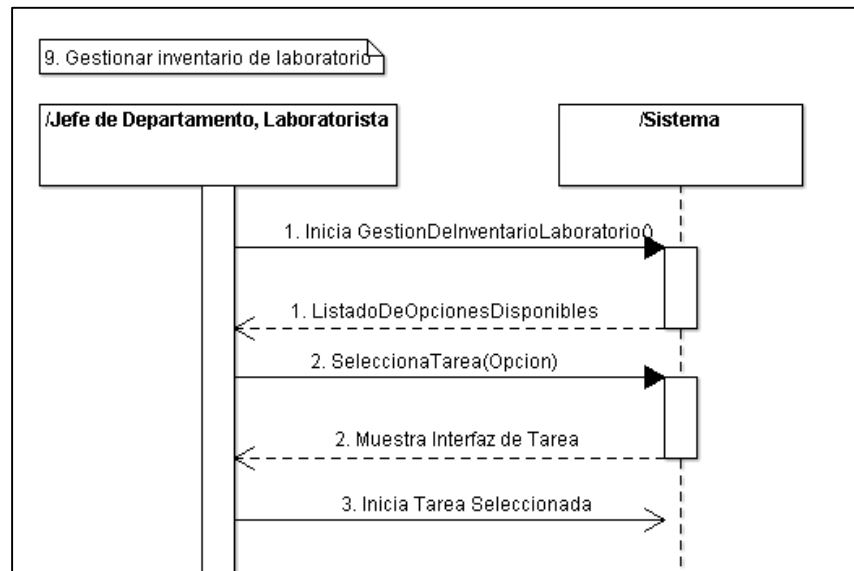 9. Gestionar inventario de laboratorio
/Jefe de Departamento, Laboratorista
/Sistema
1. Inicia GestionDeInventarioLaboratorio()
1. ListadoDeOpcionesDisponibles
2. SeleccionaTarea(Opcion)
2. Muestra Interfaz de Tarea
3. Inicia Tarea Seleccionada